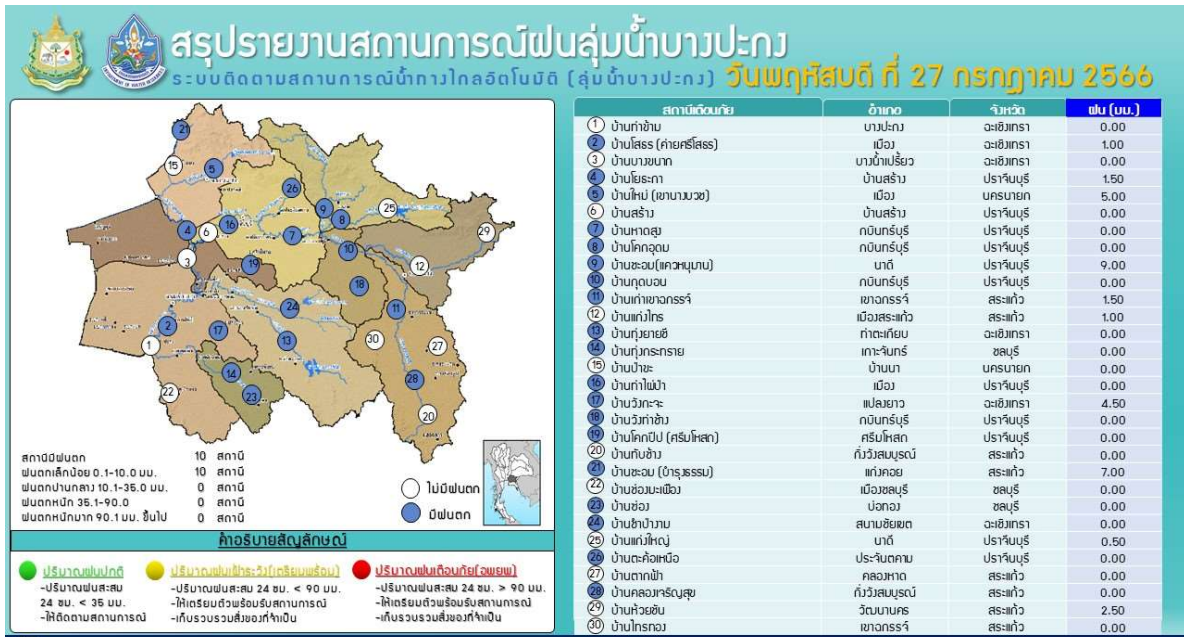 สรุปรายงานสถานการณ์ฝนลุ่มน้ำบางปะกง
ระบบติดตามสถานการณ์น้ำทางไกลอัตโนมัติ (ลุ่มน้ำบางปะกง) วันพฤหัสบดี ที่ 27 กรกฎาคม 2566
สถานีเตือนภัย อำเภอ จังหวัด ฝน (มม.)
1 บ้านท่าข้าม บางปะกง ฉะเชิงเทรา 0.00
2 บ้านโสธร (ค่ายศรีโสธร) เมือง ฉะเชิงเทรา 1.00
3 บ้านบางขนาก บางน้ำเปรี้ยว ฉะเชิงเทรา 0.00
4 บ้านโยธะกา บ้านสร้าง ปราจีนบุรี 1.50
5 บ้านใหม่ (เขานางบวช) เมือง นครนายก 5.00
6 บ้านสร้าง บ้านสร้าง ปราจีนบุรี 0.00
7 บ้านหาดสูง กบินทร์บุรี ปราจีนบุรี 0.00
8 บ้านโคกอุดม กบินทร์บุรี ปราจีนบุรี 0.00
9 บ้านซะอม(แควหนุมาน) นาดี ปราจีนบุรี 9.00
10 บ้านกุดบอน กบินทร์บุรี ปราจีนบุรี 0.00
11 บ้านเก่าเขาฉกรรจ์ เขาฉกรรจ์ สระแก้ว 1.50
12 บ้านแก่งไทร เมืองสระแก้ว สระแก้ว 1.00
13 บ้านทุ่งยายชี ท่าตะเกียบ ฉะเชิงเทรา 0.00
14 บ้านทุ่งกระทราย เกาะจันทร์ ชลบุรี 0.00
15 บ้านป่าขะ บ้านนา นครนายก 0.00
16 บ้านท่าไผ่ป่า เมือง ปราจีนบุรี 0.00
17 บ้านวังกะจะ แปลงยาว ฉะเชิงเทรา 4.50
18 บ้านวังท่าช้าง กบินทร์บุรี ปราจีนบุรี 0.00
19 บ้านโคกปีป (ศรีมโหสถ) ศรีมโหสถ ปราจีนบุรี 0.00
20 บ้านทับช้าง กิ่งวังสมบูรณ์ สระแก้ว 0.00
21 บ้านซะอม (บำรุงธรรม) แก่งคอย สระแก้ว 7.00
22 บ้านช่องมะเฟือง เมืองชลบุรี ชลบุรี 0.00
23 บ้านช่อง บ่อทอง ชลบุรี 0.00
24 บ้านชำป่างาม สนามชัยเขต ฉะเชิงเทรา 0.00
25 บ้านแก่งใหญ่ นาดี ปราจีนบุรี 0.50
26 บ้านตะค้อเหนือ ประจันตคาม ปราจีนบุรี 0.00
27 บ้านตากฟ้า คลองหาด สระแก้ว 0.00
28 บ้านคลองเจริญสุข กิ่งวังสมบูรณ์ สระแก้ว 0.00
29 บ้านห้วยชัน วัฒนานคร สระแก้ว 2.50
30 บ้านไทรทอง เขาฉกรรจ์ สระแก้ว 0.00
21
15
5
26
9
8
25
29
4
6
16
7
10
12
3
19
18
24
11
2
17
13
30
27
1
14
28
22
23
20
สถานีมีฝนตก 10 สถานี
ฝนตกเล็กน้อย 0.1-10.0 มม. 10 สถานี
ฝนตกปานกลาง 10.1-35.0 มม. 0 สถานี
ฝนตกหนัก 35.1-90.0 0 สถานี
ฝนตกหนักมาก 90.1 มม. ขึ้นไป 0 สถานี
ไม่มีฝนตก
มีฝนตก
คำอธิบายสัญลักษณ์
ปริมาณฝนปกติ
-ปริมาณฝนสะสม
24 ชม. < 35 มม.
-ให้ติดตามสถานการณ์
ปริมาณฝนเฝ้าระวัง(เตรียมพร้อม)
-ปริมาณฝนสะสม 24 ชม. < 90 มม.
-ให้เตรียมตัวพร้อมรับสถานการณ์
-เก็บรวบรวมสิ่งของที่จำเป็น
ปริมาณฝนเตือนภัย(อพยพ)
-ปริมาณฝนสะสม 24 ชม. > 90 มม.
-ให้เตรียมตัวพร้อมรับสถานการณ์
-เก็บรวบรวมสิ่งของที่จำเป็น